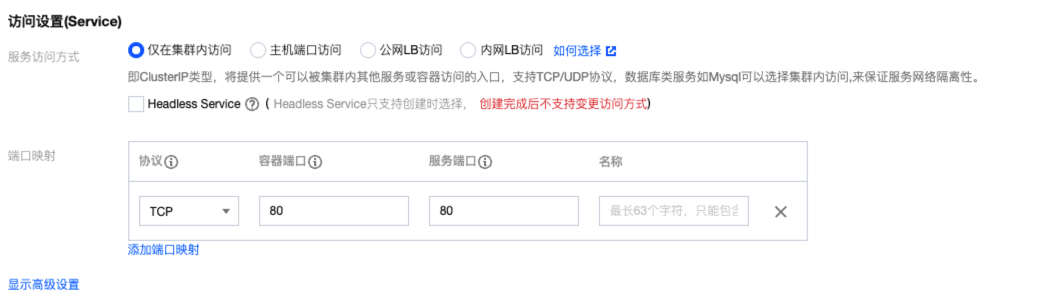 访问设置(Service)
服务访问方式 仅在集群内访问 主机端口访问 公网LB访问 内网LB访问 如何选择
即ClusterIP类型，将提供一个可以被集群内其他服务或容器访问的入口，支持TCP/UDP协议，数据库类服务如Mysql可以选择集群内访问,来保证服务网络隔离性。
Headless Service ( Headless Service只支持创建时选择， 创建完成后不支持变更访问方式)
端口映射 协议 容器端口 服务端口 名称
TCP 80 80 最长63个字符，只能包含
添加端口映射
显示高级设置